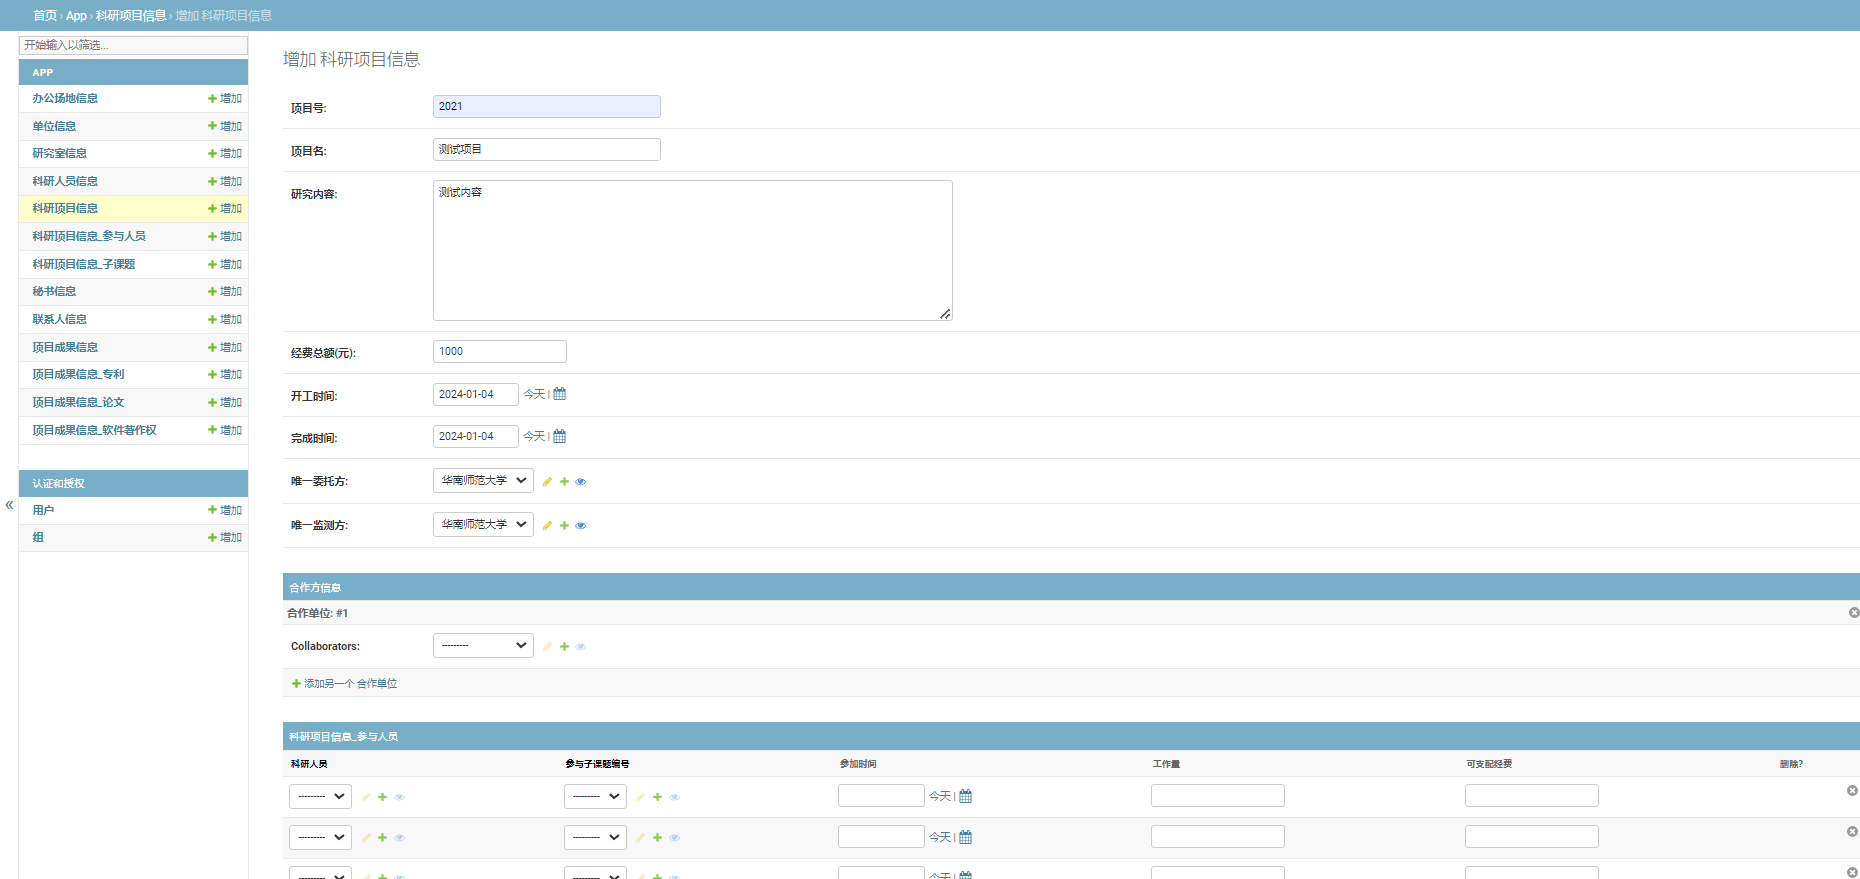 首页 › App › 科研项目信息 › 增加 科研项目信息
开始输入以筛选...
APP
办公场地信息 增加
单位信息 增加
研究室信息 增加
科研人员信息 增加
科研项目信息 增加
科研项目信息_参与人员 增加
科研项目信息_子课题 增加
秘书信息 增加
联系人信息 增加
项目成果信息 增加
项目成果信息_专利 增加
项目成果信息_论文 增加
项目成果信息_软件著作权 增加
认证和授权
用户 增加
组 增加
«
增加 科研项目信息
项目号: 2021
项目名: 测试项目
研究内容: 测试内容
经费总额(元): 1000
开工时间: 2024-01-04 今天 |
完成时间: 2024-01-04 今天 |
唯一委托方: 华南师范大学
唯一监测方: 华南师范大学
合作方信息
合作单位: #1
Collaborators: ---------
添加另一个 合作单位
科研项目信息_参与人员
科研人员 参与子课题编号 参加时间 工作量 可支配经费 删除?
--------- --------- 今天 |
--------- --------- 今天 |
--------- --------- 今天 |